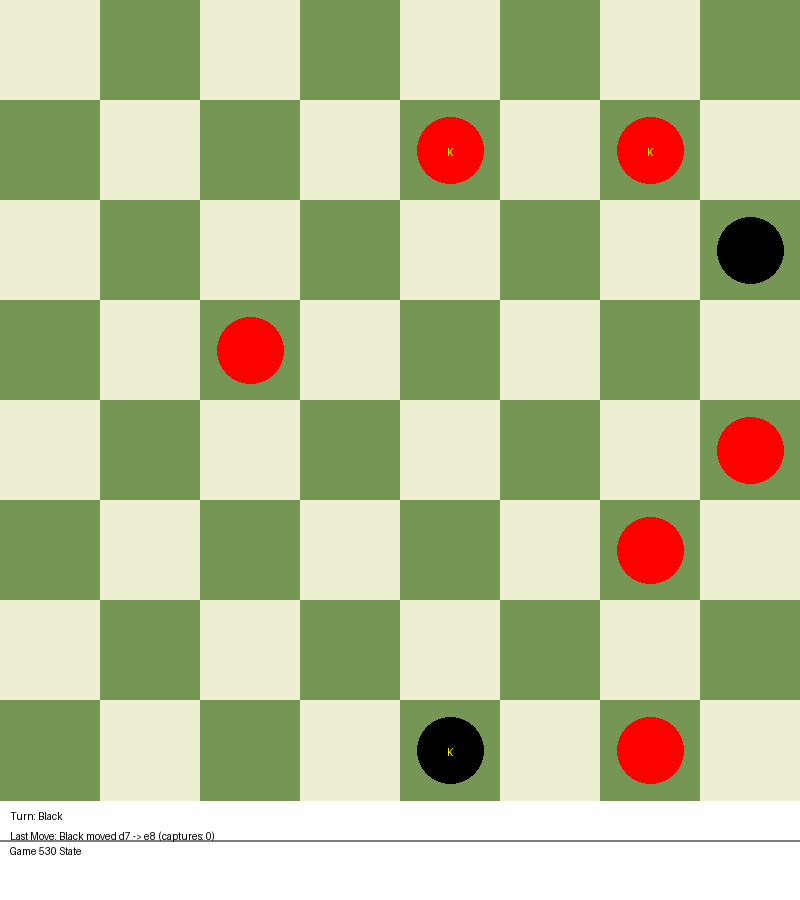 K
K
K
Turn: Black
Last Move: Black moved d7 -> e8 (captures: 0)
Game 530 State